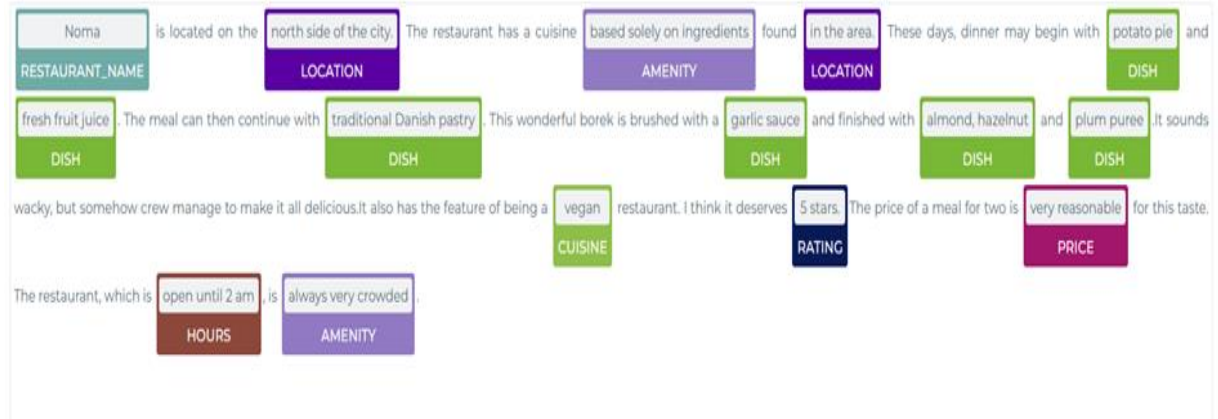 Noma is located on the north side of the city. The restaurant has a cuisine based solely on ingredients found in the area. These days, dinner may begin with potato pie and
RESTAURANT_NAME LOCATION AMENITY LOCATION DISH
fresh fruit juice . The meal can then continue with traditional Danish pastry . This wonderful borek is brushed with a garlic sauce and finished with almond, hazelnut and plum puree .It sounds
DISH DISH DISH DISH DISH
wacky, but somehow crew manage to make it all delicious.It also has the feature of being a vegan restaurant. I think it deserves 5 stars. The price of a meal for two is very reasonable for this taste.
CUISINE RATING PRICE
The restaurant, which is open until 2 am , is always very crowded .
HOURS AMENITY